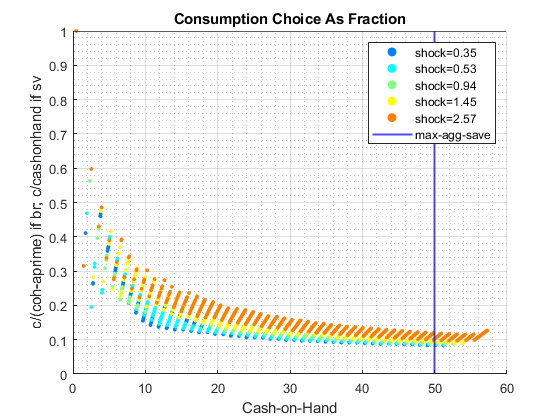 Consumption Choice As Fraction
1
0.9
0.8
0.7
0.6
0.5
0.4
0.3
0.2
0.1
0
c/(coh-aprime) if br, c/cashonhand if sv
shock=0.35
shock=0.53
shock=0.94
shock=1.45
shock=2.57
max-agg-save
0 10 20 30 40 50 60
Cash-on-Hand